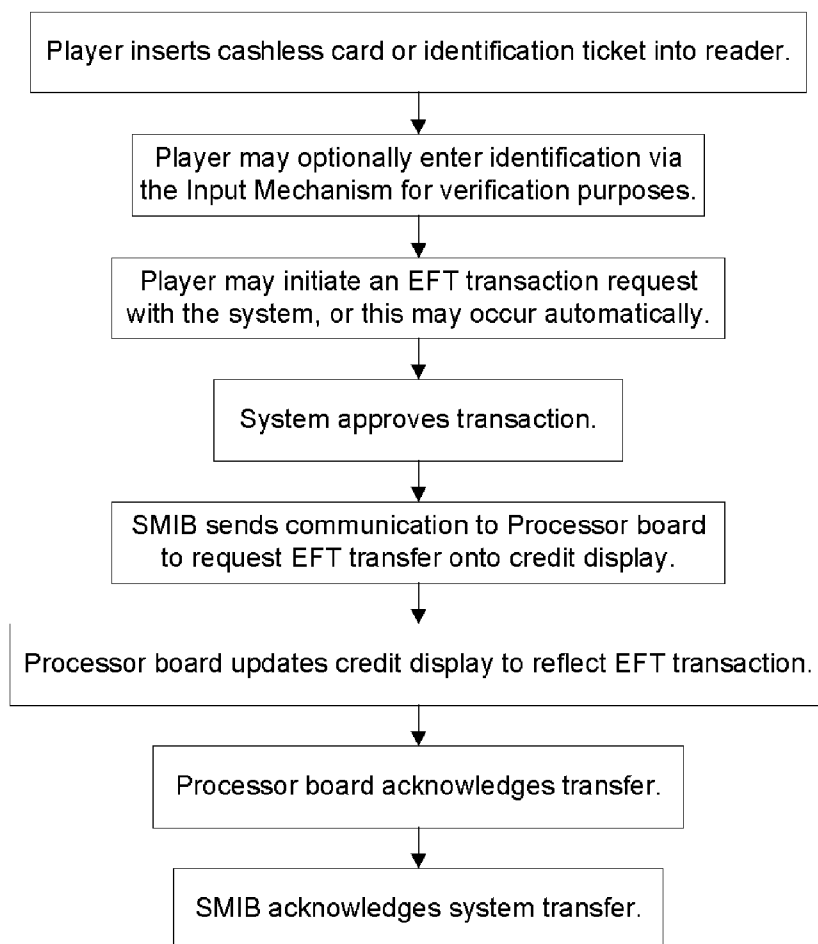 Player inserts cashless card or identification ticket into reader.
Player may optionally enter identification via
the Input Mechanism for verification purposes.
Player may initiate an EFT transaction request
with the system, or this may occur automatically.
System approves transaction.
SMIB sends communication to Processor board
to request EFT transfer onto credit display.
Processor board updates credit display to reflect EFT transaction.
Processor board acknowledges transfer.
SMIB acknowledges system transfer.